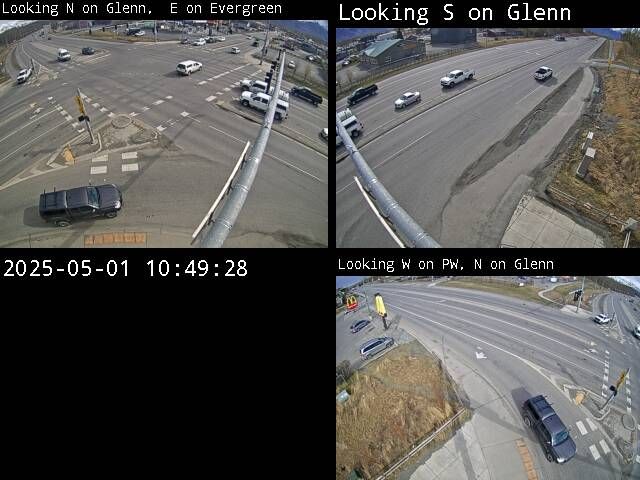 Looking N on Glenn,  E on Evergreen
Looking S on Glenn
2025-05-01 10:49:28
Looking W on PW, N on Glenn